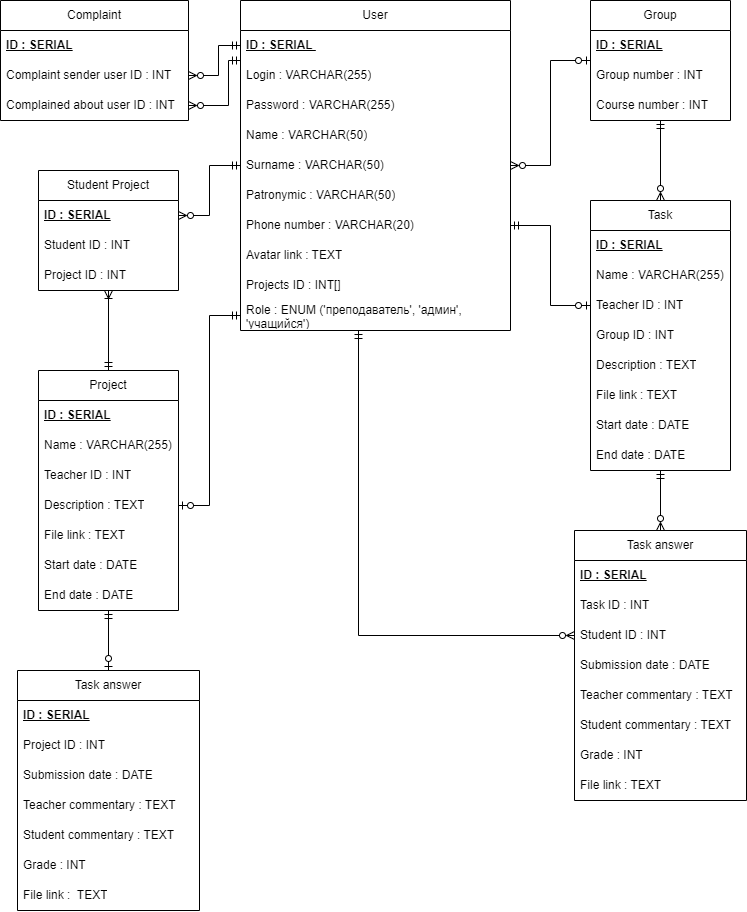 Complaint
ID : SERIAL
Complaint sender user ID : INT
Complained about user ID : INT
User
ID : SERIAL
Login : VARCHAR(255)
Password : VARCHAR(255)
Name : VARCHAR(50)
Surname : VARCHAR(50)
Patronymic : VARCHAR(50)
Phone number : VARCHAR(20)
Avatar link : TEXT
Projects ID : INT[]
Role : ENUM ('преподаватель', 'админ',
'учащийся')
Group
ID : SERIAL
Group number : INT
Course number : INT
Student Project
ID : SERIAL
Student ID : INT
Project ID : INT
Task
ID : SERIAL
Name : VARCHAR(255)
Teacher ID : INT
Group ID : INT
Description : TEXT
File link : TEXT
Start date : DATE
End date : DATE
Project
ID : SERIAL
Name : VARCHAR(255)
Teacher ID : INT
Description : TEXT
File link : TEXT
Start date : DATE
End date : DATE
Task answer
ID : SERIAL
Task ID : INT
Student ID : INT
Submission date : DATE
Teacher commentary : TEXT
Student commentary : TEXT
Grade : INT
File link : TEXT
Task answer
ID : SERIAL
Project ID : INT
Submission date : DATE
Teacher commentary : TEXT
Student commentary : TEXT
Grade : INT
File link :  TEXT